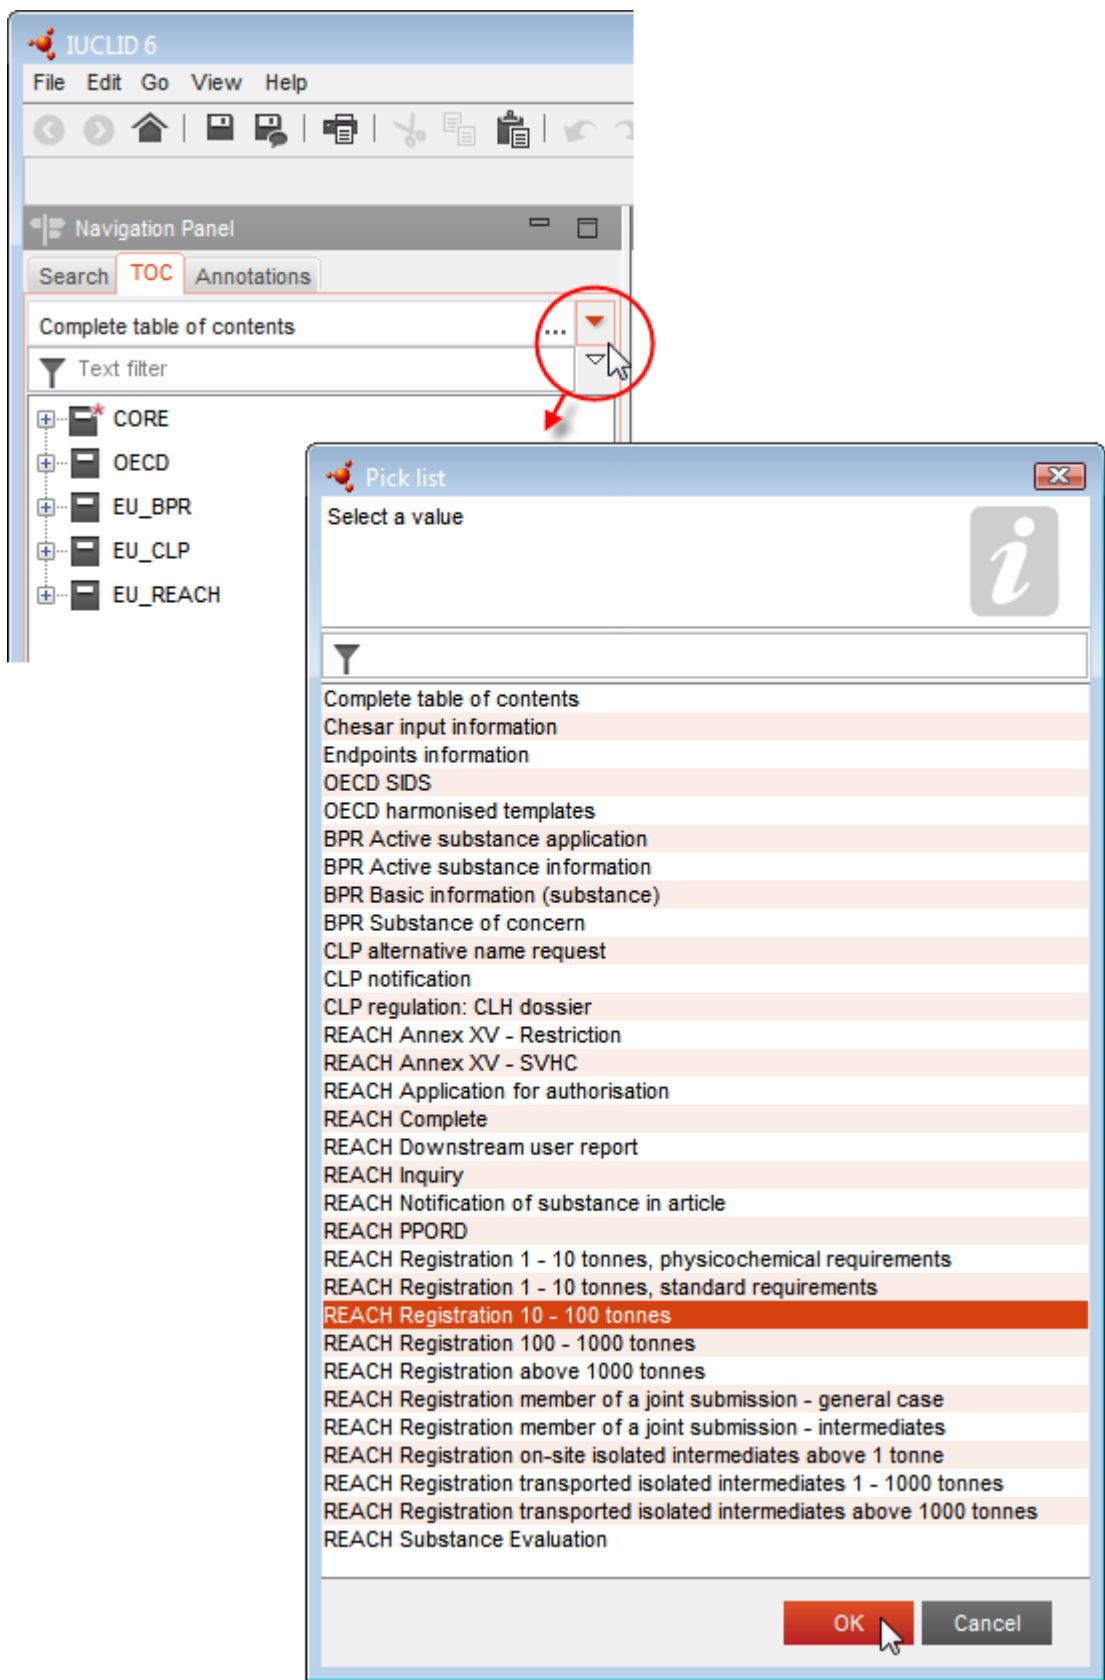 IUCLID 6
File Edit Go View Help
Navigation Panel
Search TOC Annotations
Complete table of contents ...
Text filter
CORE
OECD
EU_BPR
EU_CLP
EU_REACH
Pick list
Select a value
Complete table of contents
Chesar input information
Endpoints information
OECD SIDS
OECD harmonised templates
BPR Active substance application
BPR Active substance information
BPR Basic information (substance)
BPR Substance of concern
CLP alternative name request
CLP notification
CLP regulation: CLH dossier
REACH Annex XV - Restriction
REACH Annex XV - SVHC
REACH Application for authorisation
REACH Complete
REACH Downstream user report
REACH Inquiry
REACH Notification of substance in article
REACH PPORD
REACH Registration 1 - 10 tonnes, physicochemical requirements
REACH Registration 1 - 10 tonnes, standard requirements
REACH Registration 10 - 100 tonnes
REACH Registration 100 - 1000 tonnes
REACH Registration above 1000 tonnes
REACH Registration member of a joint submission - general case
REACH Registration member of a joint submission - intermediates
REACH Registration on-site isolated intermediates above 1 tonne
REACH Registration transported isolated intermediates 1 - 1000 tonnes
REACH Registration transported isolated intermediates above 1000 tonnes
REACH Substance Evaluation
OK Cancel